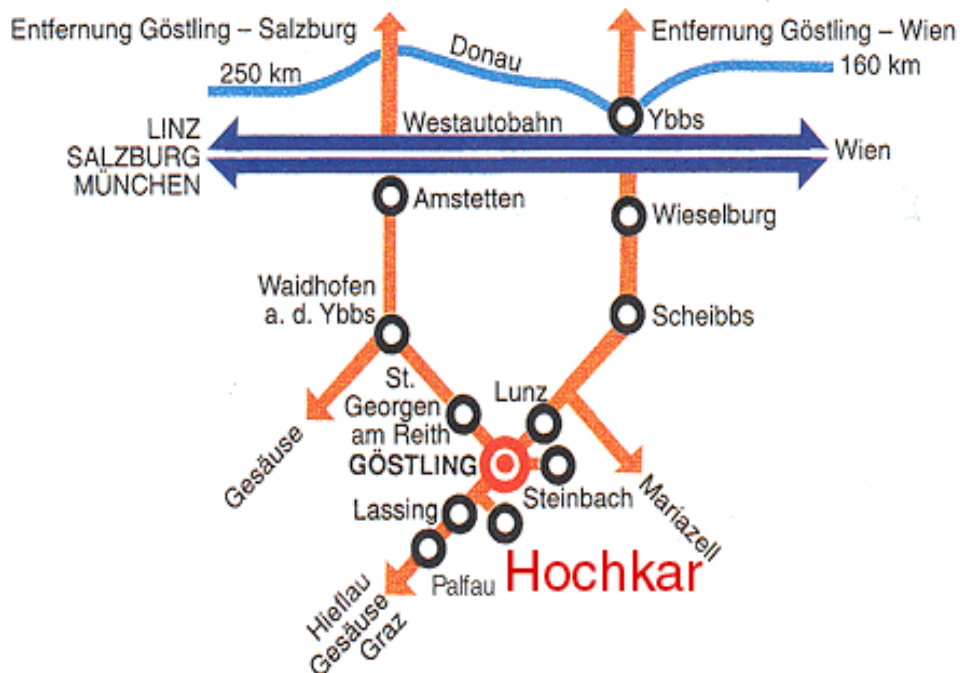 Entfernung Göstling – Salzburg
Entfernung Göstling – Wien
Donau
250 km
160 km
Westautobahn
Ybbs
LINZ
SALZBURG
MÜNCHEN
Wien
Amstetten
Wieselburg
Waidhofen
a. d. Ybbs
Scheibbs
St.
Georgen
am Reith
Lunz
GÖSTLING
Gesäuse
Steinbach
Mariazell
Lassing
Palfau
Hochkar
Hieflau
Gesäuse
Graz